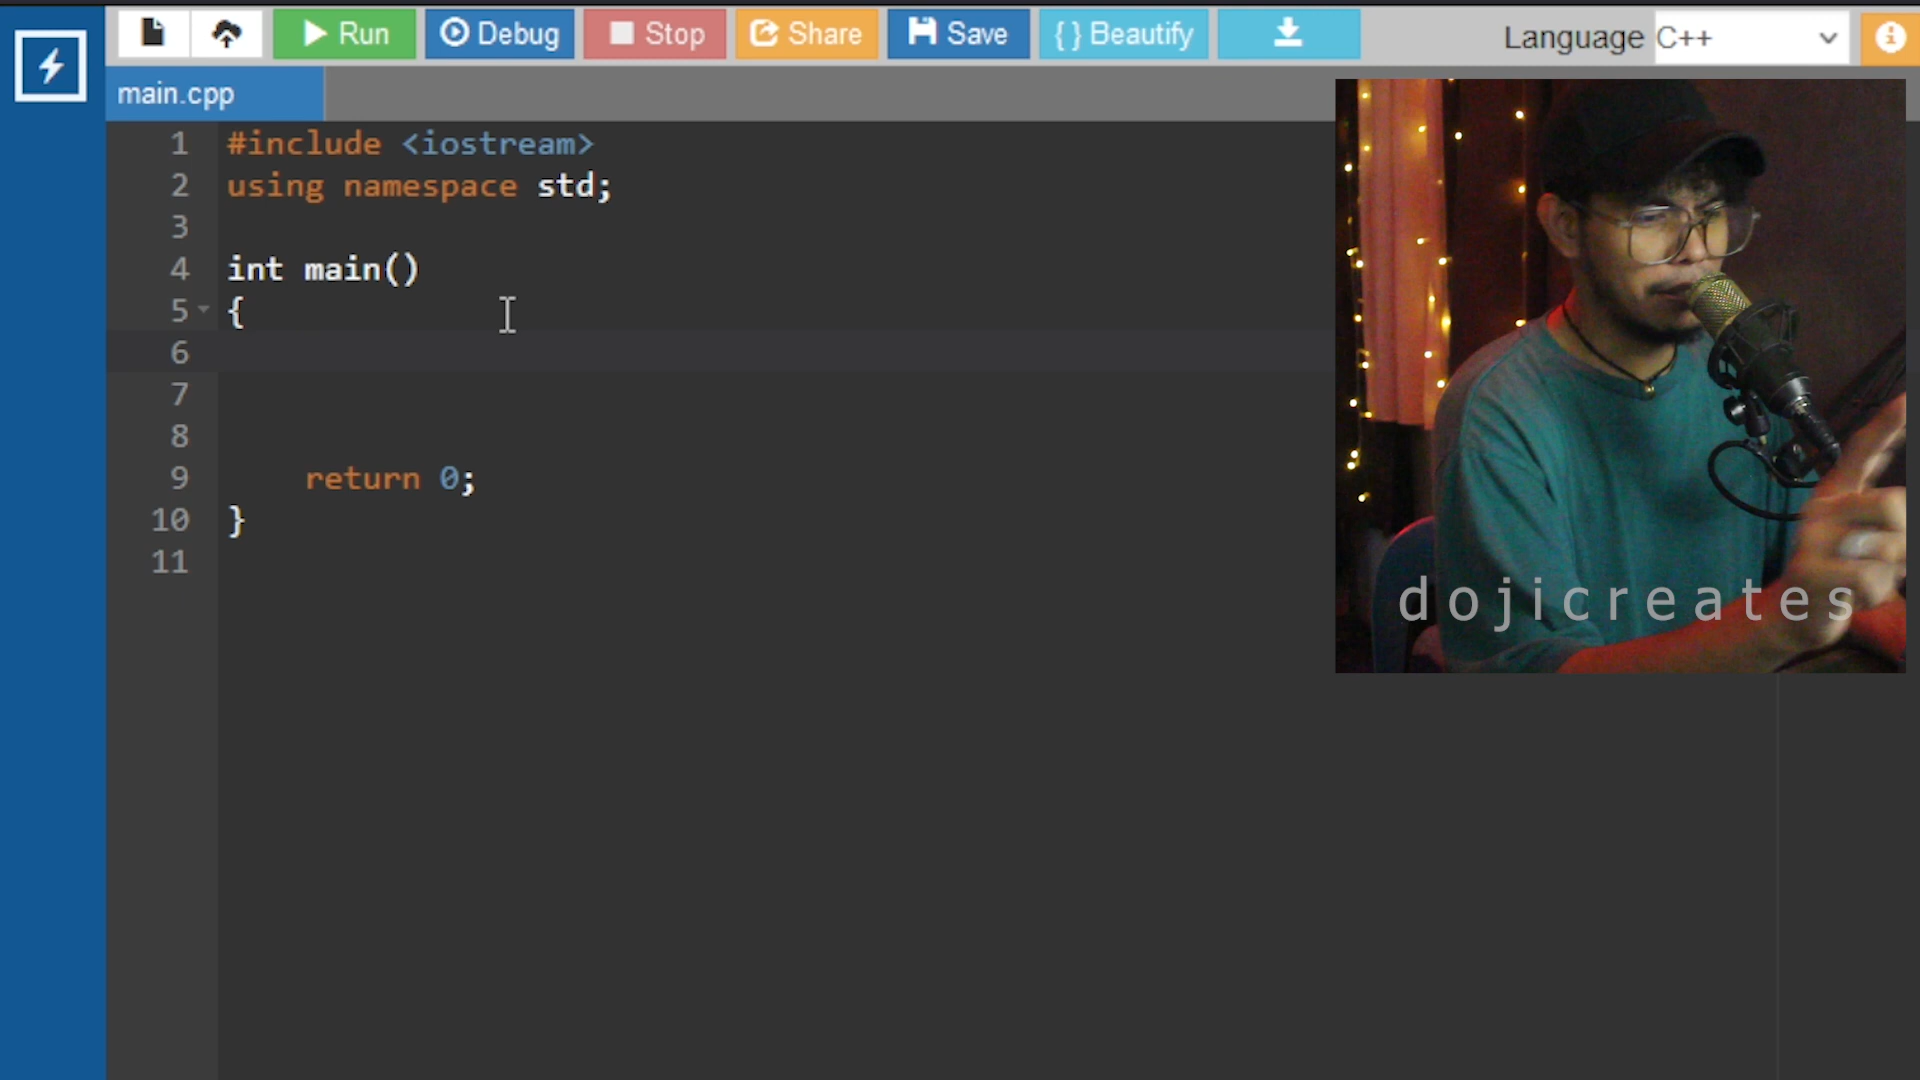 Run Debug Stop Share Save { } Beautify Language C++
main.cpp
1 #include <iostream>
2 using namespace std;
3
4 int main()
5 {
6
7
8
9 return 0;
10 }
11
dojicreates